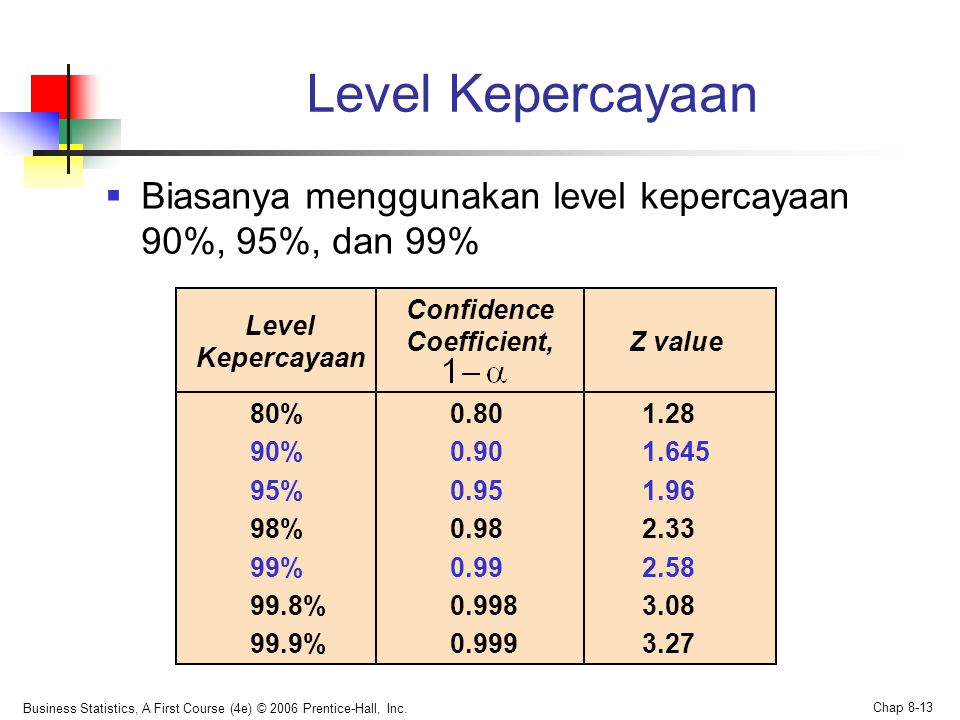 Level Kepercayaan
▪ Biasanya menggunakan level kepercayaan
90%, 95%, dan 99%
Level
Kepercayaan
Confidence
Coefficient,
1−α
Z value
80% 0.80 1.28
90% 0.90 1.645
95% 0.95 1.96
98% 0.98 2.33
99% 0.99 2.58
99.8% 0.998 3.08
99.9% 0.999 3.27
Business Statistics, A First Course (4e) © 2006 Prentice-Hall, Inc.
Chap 8-13